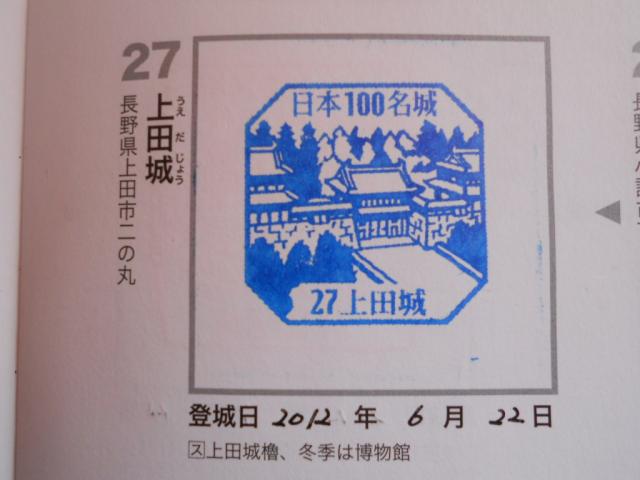 27
上田城
うえだじょう
長野県上田市二の丸
日本100名城
27上田城
登城日 2012 年 6 月 22 日
ス上田城櫓、冬季は博物館